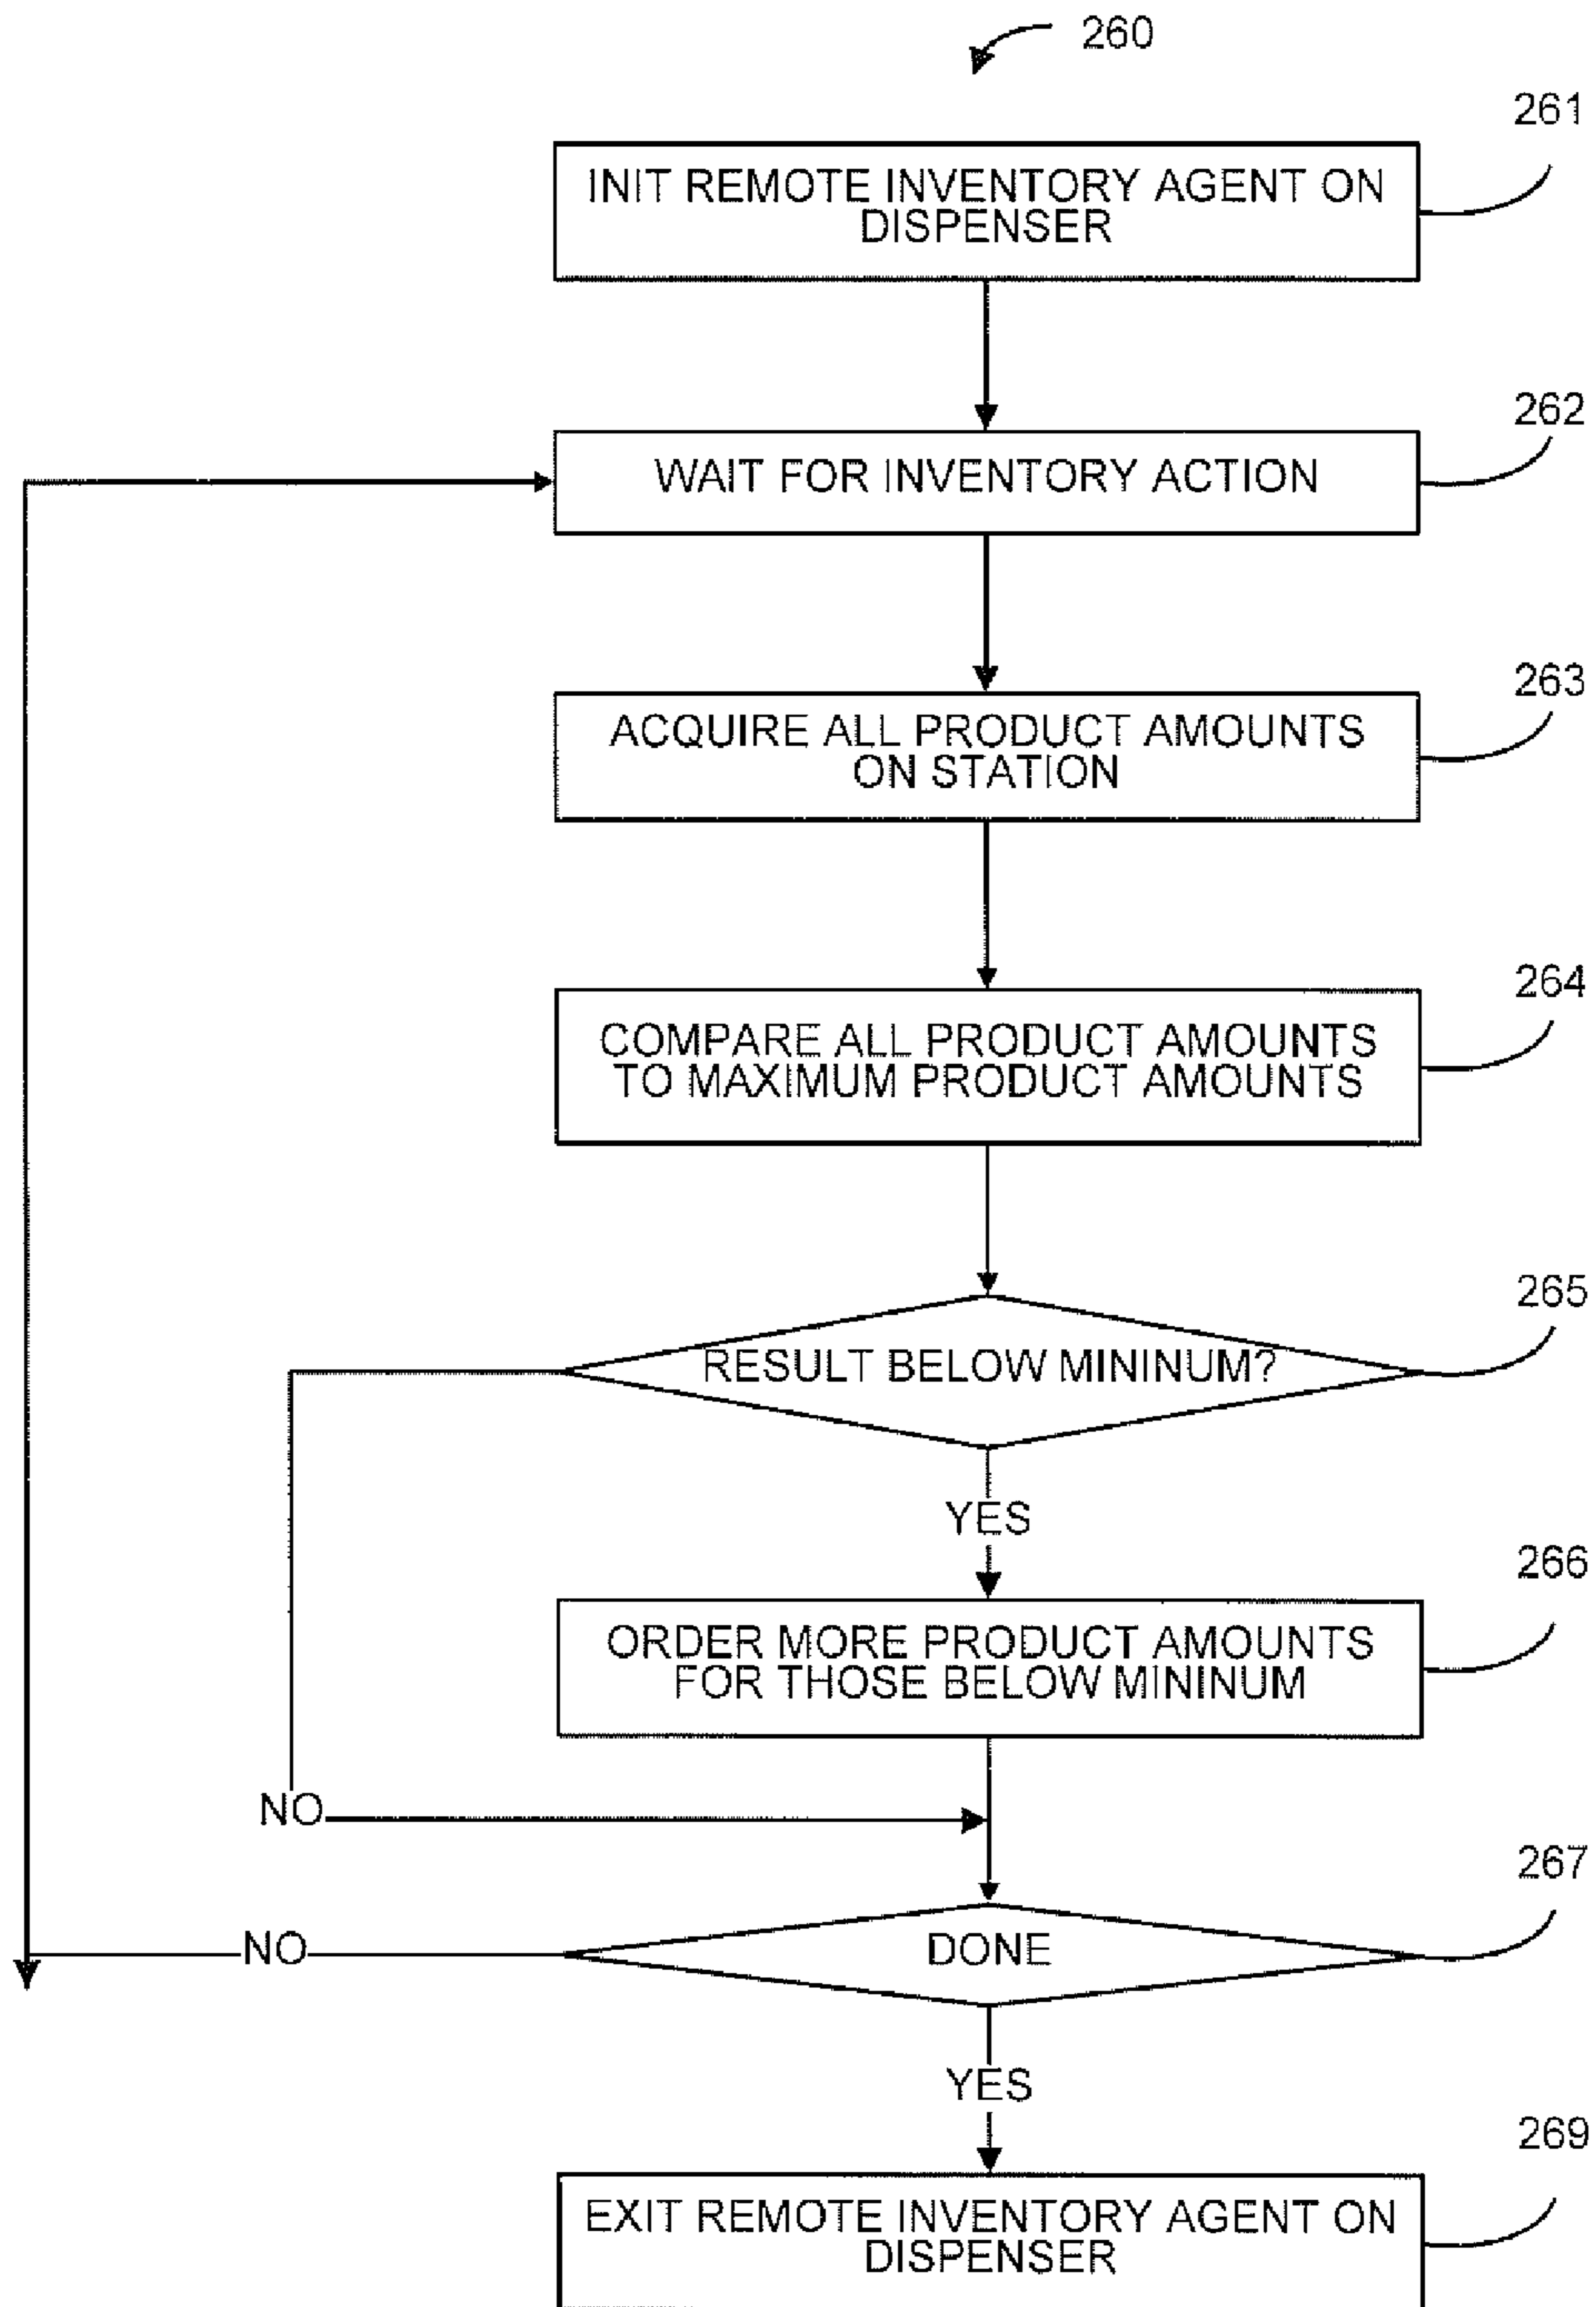 260
261
INIT REMOTE INVENTORY AGENT ON
DISPENSER
262
WAIT FOR INVENTORY ACTION
263
ACQUIRE ALL PRODUCT AMOUNTS
ON STATION
264
COMPARE ALL PRODUCT AMOUNTS
TO MAXIMUM PRODUCT AMOUNTS
265
RESULT BELOW MININUM?
YES
266
ORDER MORE PRODUCT AMOUNTS
FOR THOSE BELOW MININUM
NO
267
DONE
NO
YES
269
EXIT REMOTE INVENTORY AGENT ON
DISPENSER